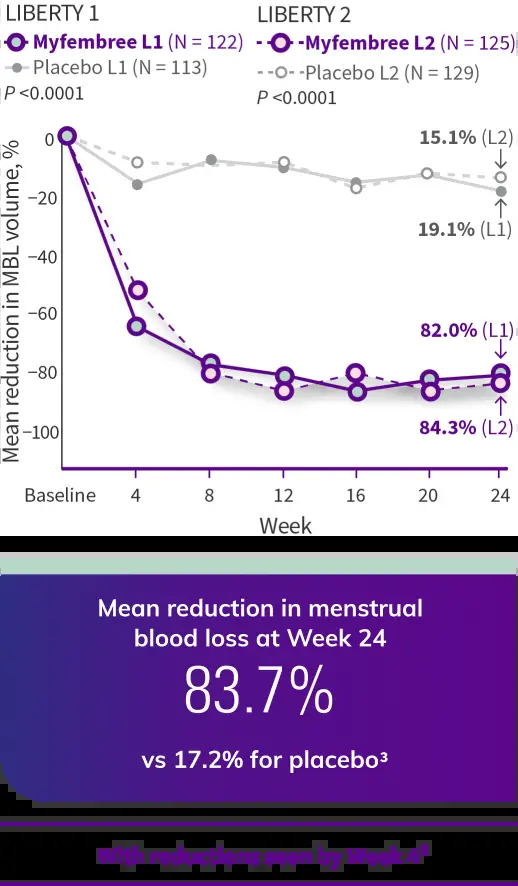 LIBERTY 1
LIBERTY 2
Myfembree L1 (N = 122)
Myfembree L2 (N = 125)
Placebo L1 (N = 113)
Placebo L2 (N = 129)
P <0.0001
P <0.0001
Mean reduction in MBL volume, %
0
−20
−40
−60
−80
−100
15.1% (L2)
19.1% (L1)
82.0% (L1)
84.3% (L2)
Baseline 4 8 12 16 20 24
Week
Mean reduction in menstrual
blood loss at Week 24
83.7%
vs 17.2% for placebo³
With reductions seen by Week 4